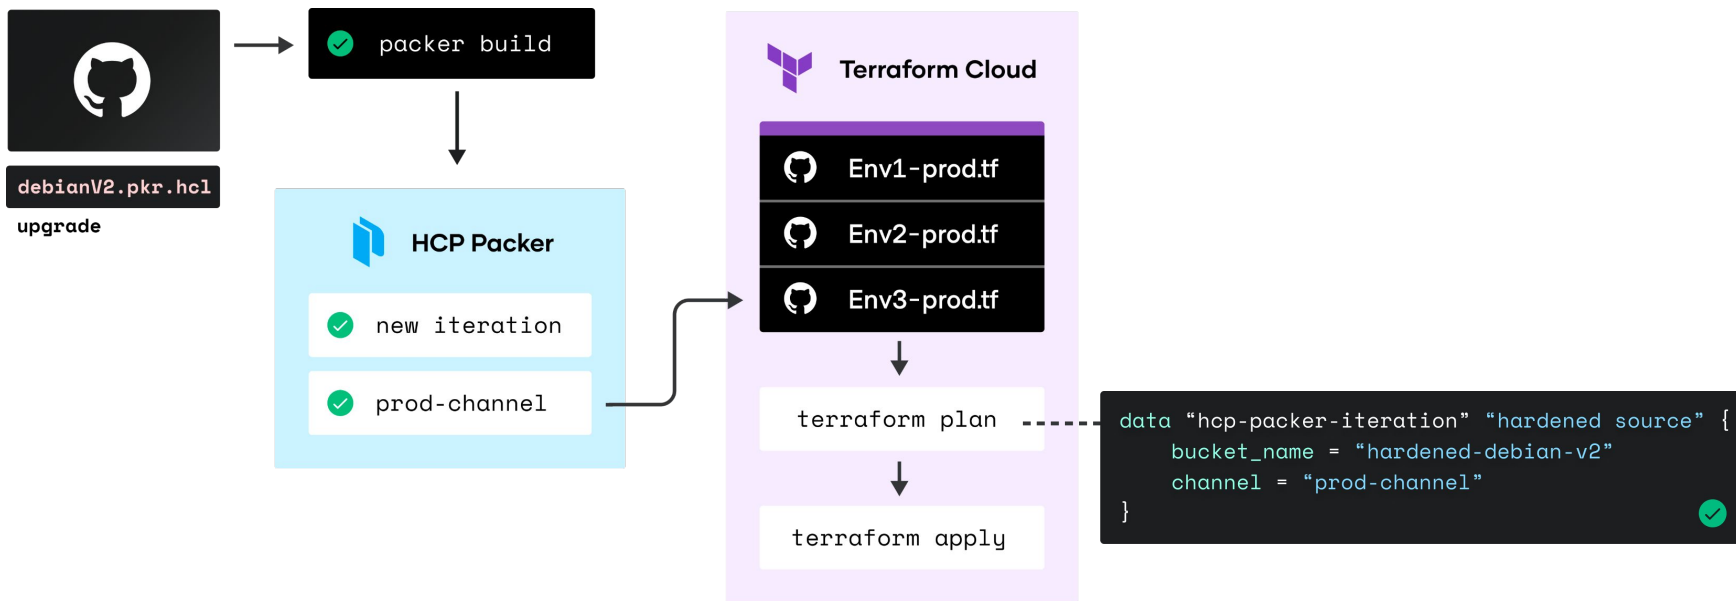 packer build
debianV2.pkr.hcl
upgrade
HCP Packer
new iteration
prod-channel
Terraform Cloud
Env1-prod.tf
Env2-prod.tf
Env3-prod.tf
terraform plan
terraform apply
data “hcp-packer-iteration” “hardened source” {
bucket_name = “hardened-debian-v2”
channel = “prod-channel”
}